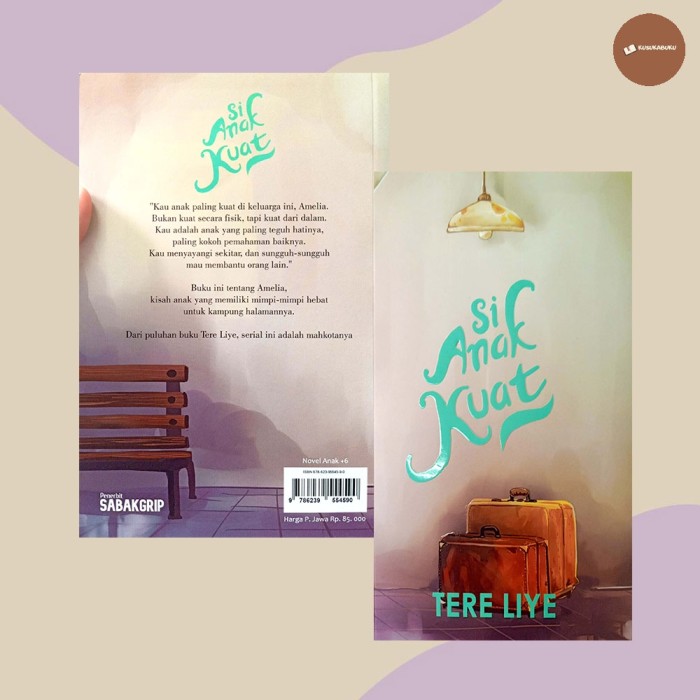 KUSUKABUKU
Si
Anak
Kuat
"Kau anak paling kuat di keluarga ini, Amelia.
Bukan kuat secara fisik, tapi kuat dari dalam.
Kau adalah anak yang paling teguh hatinya,
paling kokoh pemahaman baiknya.
Kau menyayangi sekitar, dan sungguh-sungguh
mau membantu orang lain."
Buku ini tentang Amelia,
kisah anak yang memiliki mimpi-mimpi hebat
untuk kampung halamannya.
Dari puluhan buku Tere Liye, serial ini adalah mahkotanya
Novel Anak +6
9 786239 554590
Harga P. Jawa Rp. 85. 000
Penerbit
SABAKGRIP
Si
Anak
Kuat
TERE LIYE